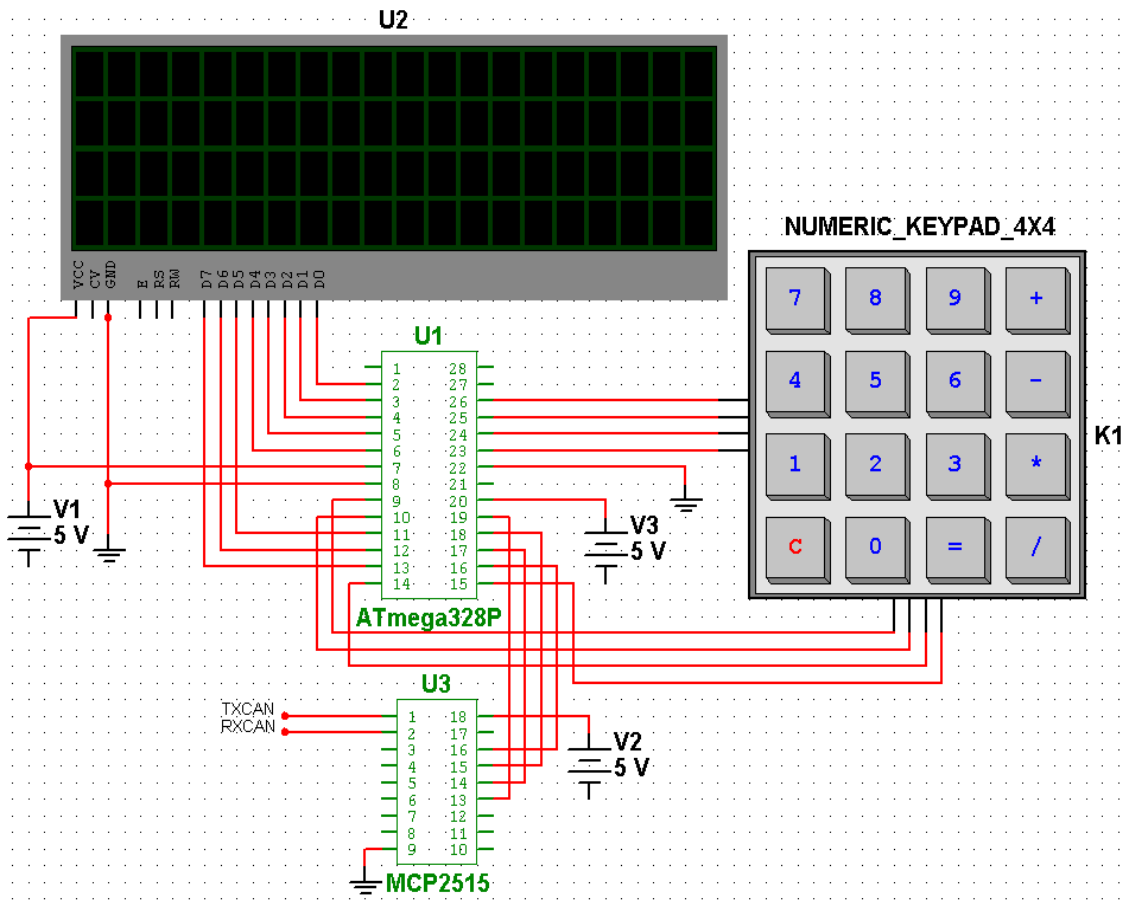 U2
VCC CV GND E RS RW D7 D6 D5 D4 D3 D2 D1 D0
NUMERIC_KEYPAD_4X4
7 8 9 +
4 5 6 -
1 2 3 *
C 0 = /
K1
U1
1 28
2 27
3 26
4 25
5 24
6 23
7 22
8 21
9 20
10 19
11 18
12 17
13 16
14 15
ATmega328P
V1
5 V
V3
5 V
U3
TXCAN
RXCAN
1 18
2 17
3 16
4 15
5 14
6 13
7 12
8 11
9 10
MCP2515
V2
5 V